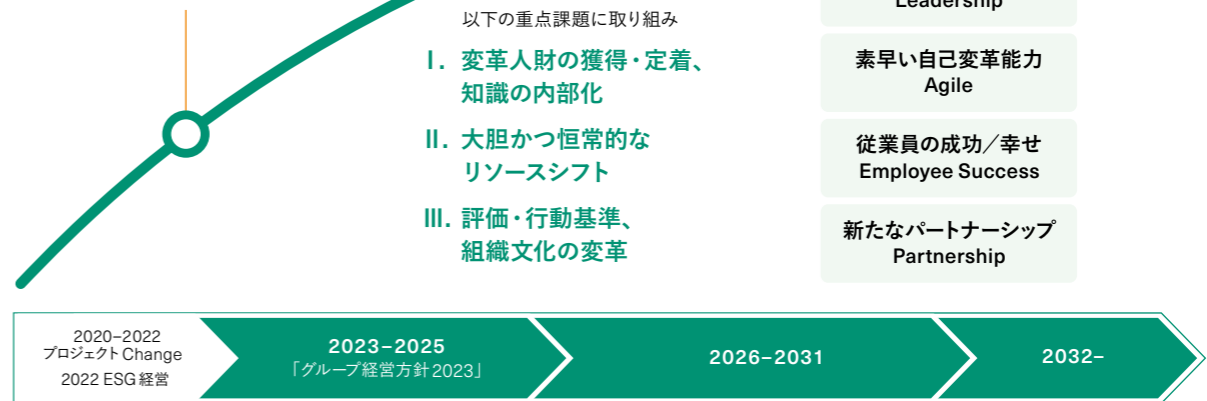 以下の重点課題に取り組み
I. 変革人財の獲得・定着、
知識の内部化
II. 大胆かつ恒常的な
リソースシフト
III. 評価・行動基準、
組織文化の変革
Leadership
素早い自己変革能力
Agile
従業員の成功／幸せ
Employee Success
新たなパートナーシップ
Partnership
2020–2022
プロジェクトChange
2022 ESG経営
2023–2025
「グループ経営方針2023」
2026–2031
2032–